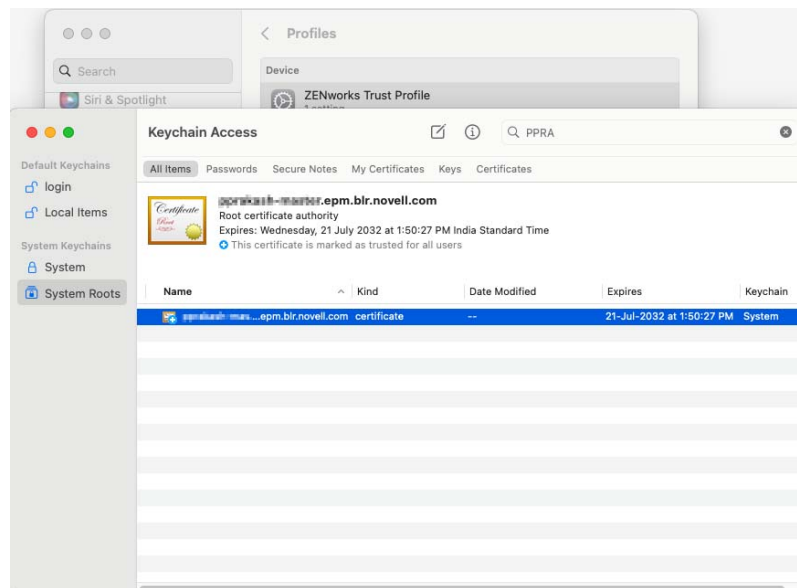 Profiles
Search
Device
Siri & Spotlight
ZENworks Trust Profile
1 setting
Keychain Access
PPRA
Default Keychains
All Items Passwords Secure Notes My Certificates Keys Certificates
login
Local Items
System Keychains
System
System Roots
Certificate
Root
.epm.blr.novell.com
Root certificate authority
Expires: Wednesday, 21 July 2032 at 1:50:27 PM India Standard Time
This certificate is marked as trusted for all users
Name Kind Date Modified Expires Keychain
...epm.blr.novell.com certificate -- 21-Jul-2032 at 1:50:27 PM System